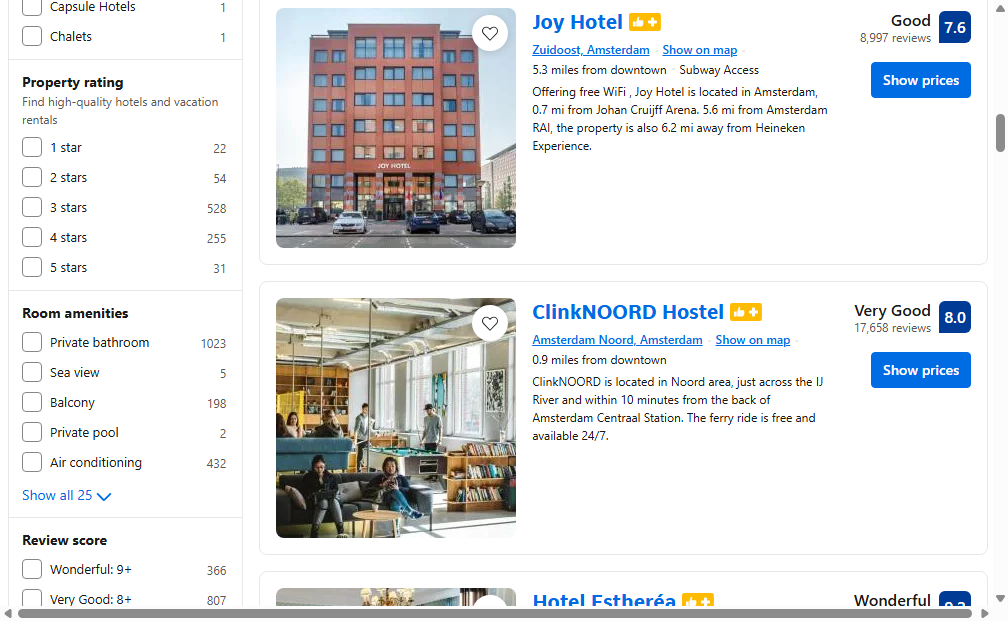 Capsule Hotels 1
Chalets 1
Property rating
Find high-quality hotels and vacation
rentals
1 star 22
2 stars 54
3 stars 528
4 stars 255
5 stars 31
Room amenities
Private bathroom 1023
Sea view 5
Balcony 198
Private pool 2
Air conditioning 432
Show all 25
Review score
Wonderful: 9+ 366
Very Good: 8+ 807
JOY HOTEL
Joy Hotel
Good 7.6
8,997 reviews
Zuidoost, Amsterdam · Show on map ·
5.3 miles from downtown · Subway Access
Show prices
Offering free WiFi , Joy Hotel is located in Amsterdam,
0.7 mi from Johan Cruijff Arena. 5.6 mi from Amsterdam
RAI, the property is also 6.2 mi away from Heineken
Experience.
ClinkNOORD Hostel
Very Good 8.0
17,658 reviews
Amsterdam Noord, Amsterdam · Show on map ·
0.9 miles from downtown
Show prices
ClinkNOORD is located in Noord area, just across the IJ
River and within 10 minutes from the back of
Amsterdam Centraal Station. The ferry ride is free and
available 24/7.
Hotel Estheréa
Wonderful